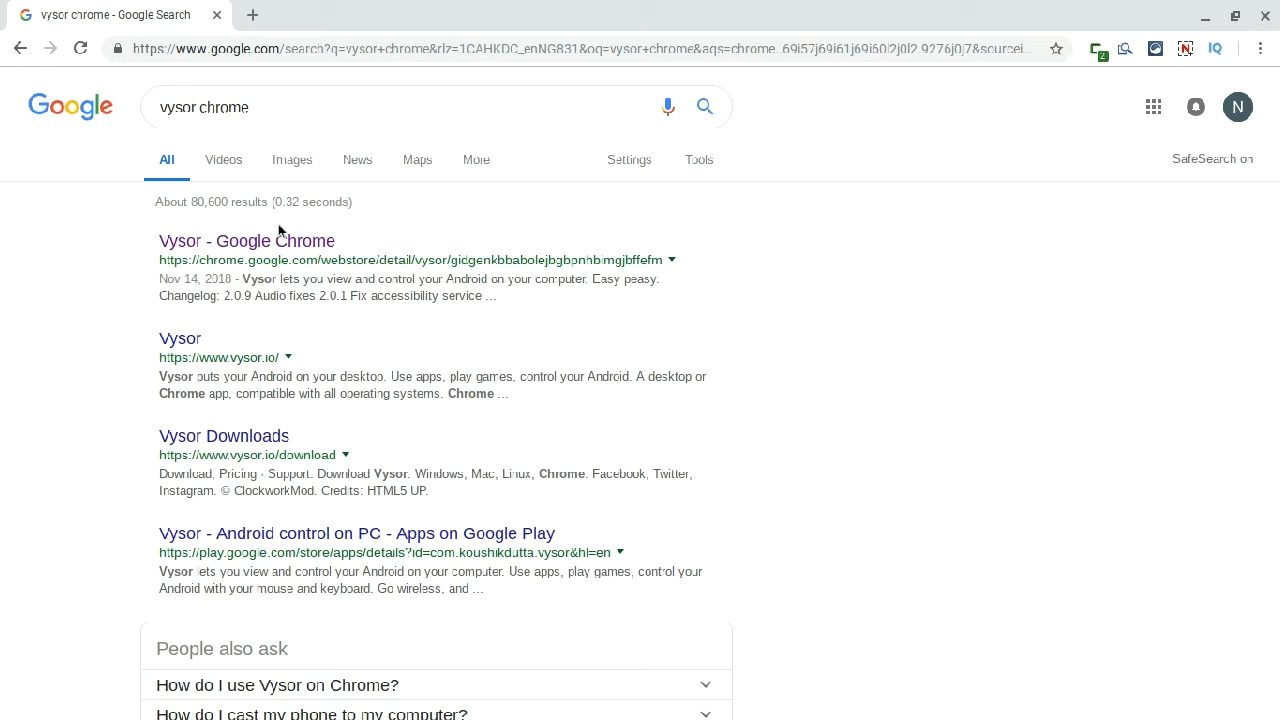 vysor chrome - Google Search
https://www.google.com/search?q=vysor+chrome&rlz=1CAHKDC_enNG831&oq=vysor+chrome&aqs=chrome..69i57j69i61j69i60l2j0l2.9276j0j7&sourcei...
2
IQ
Google
vysor chrome
N
All Videos Images News Maps More Settings Tools
SafeSearch on
About 80,600 results (0.32 seconds)
Vysor - Google Chrome
https://chrome.google.com/webstore/detail/vysor/gidgenkbbabolejbgbpnhbimgjbffefm
Nov 14, 2018 - Vysor lets you view and control your Android on your computer. Easy peasy.
Changelog: 2.0.9 Audio fixes 2.0.1 Fix accessibility service ...
Vysor
https://www.vysor.io/
Vysor puts your Android on your desktop. Use apps, play games, control your Android. A desktop or
Chrome app, compatible with all operating systems. Chrome ...
Vysor Downloads
https://www.vysor.io/download
Download, Pricing · Support. Download Vysor. Windows, Mac, Linux, Chrome. Facebook, Twitter,
Instagram. © ClockworkMod. Credits: HTML5 UP.
Vysor - Android control on PC - Apps on Google Play
https://play.google.com/store/apps/details?id=com.koushikdutta.vysor&hl=en
Vysor lets you view and control your Android on your computer. Use apps, play games, control your
Android with your mouse and keyboard. Go wireless, and ...
People also ask
How do I use Vysor on Chrome?
How do I cast my phone to my computer?